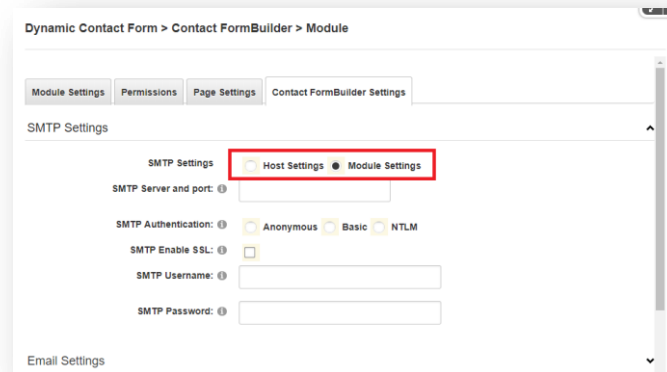 Dynamic Contact Form > Contact FormBuilder > Module
Module Settings Permissions Page Settings Contact FormBuilder Settings
SMTP Settings
SMTP Settings Host Settings Module Settings
SMTP Server and port:
SMTP Authentication: Anonymous Basic NTLM
SMTP Enable SSL:
SMTP Username:
SMTP Password:
Email Settings